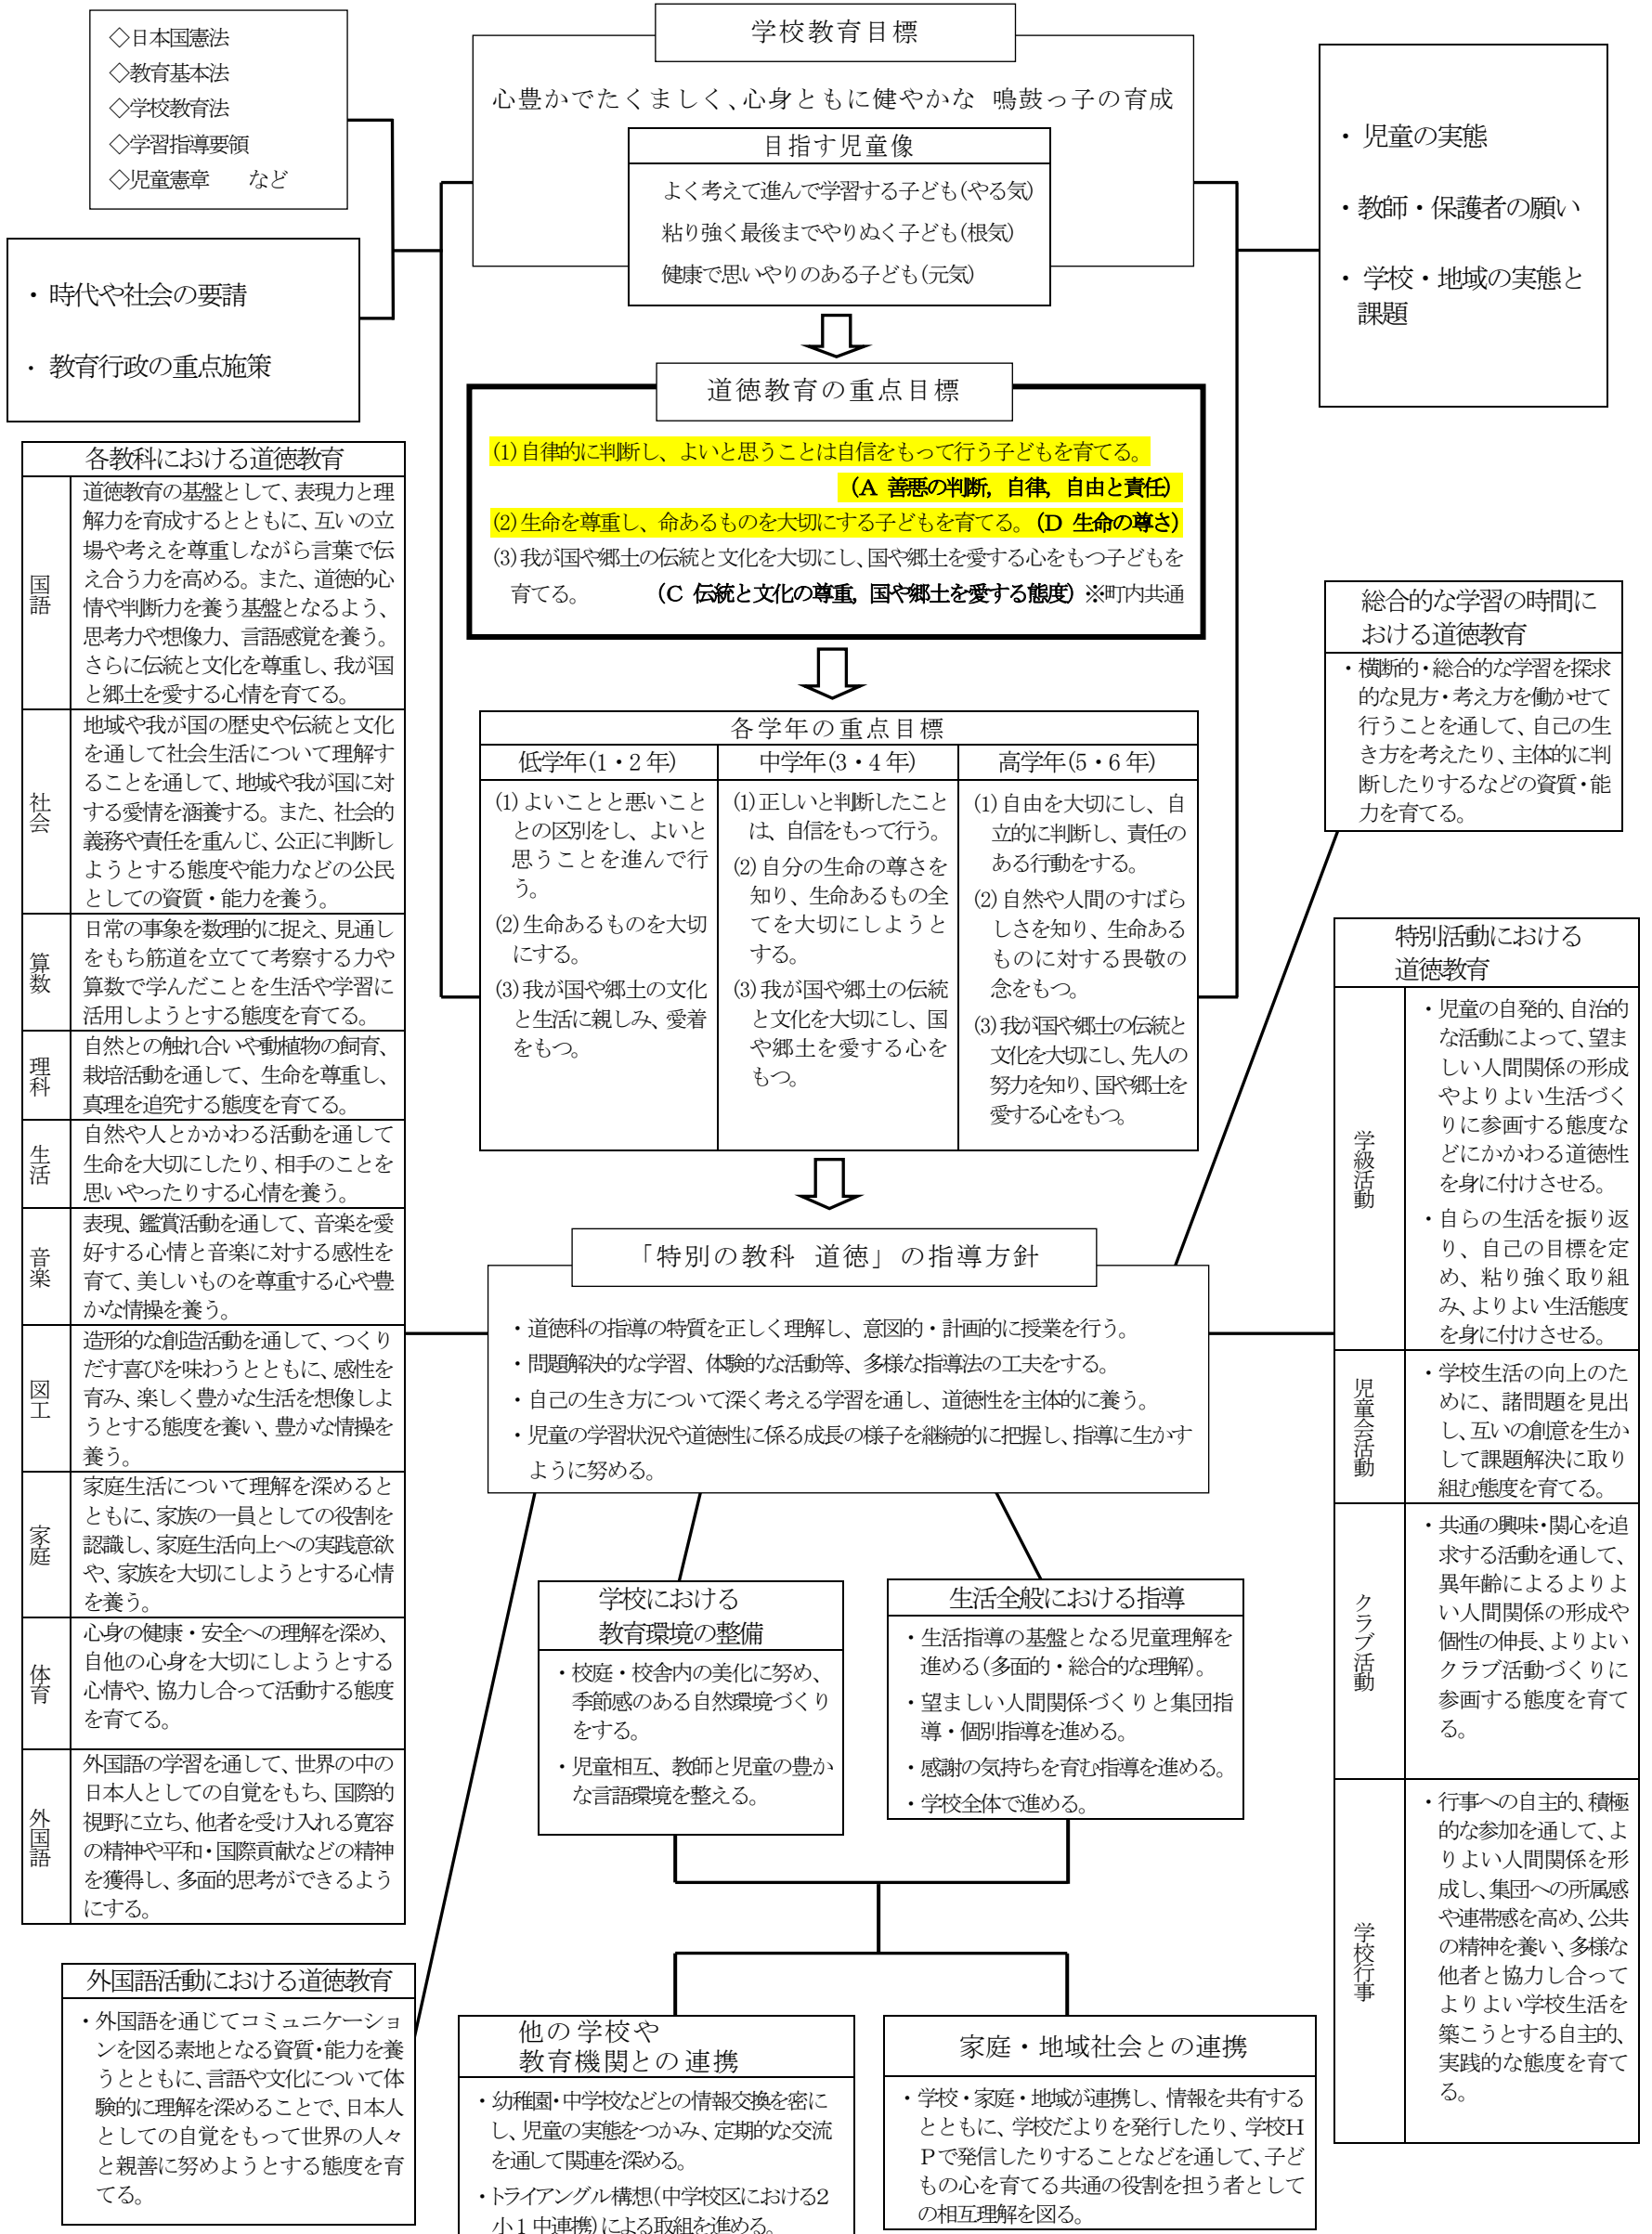 ◇日本国憲法
◇教育基本法
◇学校教育法
◇学習指導要領
◇児童憲章　　など
・ 時代や社会の要請
・ 教育行政の重点施策
学校教育目標
心豊かでたくましく、心身ともに健やかな 鳴鼓っ子の育成
目指す児童像
よく考えて進んで学習する子ども(やる気)
粘り強く最後までやりぬく子ども(根気)
健康で思いやりのある子ども(元気)
・ 児童の実態
・教師・保護者の願い
・ 学校・地域の実態と
課題
道徳教育の重点目標
(1) 自律的に判断し、よいと思うことは自信をもって行う子どもを育てる。
(A 善悪の判断, 自律, 自由と責任)
(2) 生命を尊重し、命あるものを大切にする子どもを育てる。(D 生命の尊さ)
(3) 我が国や郷土の伝統と文化を大切にし、国や郷土を愛する心をもつ子どもを
育てる。　　(C 伝統と文化の尊重, 国や郷土を愛する態度) ※町内共通
各教科における道徳教育
国語
道徳教育の基盤として、表現力と理
解力を育成するとともに、互いの立
場や考えを尊重しながら言葉で伝
え合う力を高める。また、道徳的心
情や判断力を養う基盤となるよう、
思考力や想像力、言語感覚を養う。
さらに伝統と文化を尊重し、我が国
と郷土を愛する心情を育てる。
社会
地域や我が国の歴史や伝統と文化
を通して社会生活について理解す
ることを通して、地域や我が国に対
する愛情を涵養する。また、社会的
義務や責任を重んじ、公正に判断し
ようとする態度や能力などの公民
としての資質・能力を養う。
算数
日常の事象を数理的に捉え、見通し
をもち筋道を立てて考察する力や
算数で学んだことを生活や学習に
活用しようとする態度を育てる。
理科
自然との触れ合いや動植物の飼育、
栽培活動を通して、生命を尊重し、
真理を追究する態度を育てる。
生活
自然や人とかかわる活動を通して
生命を大切にしたり、相手のことを
思いやったりする心情を養う。
音楽
表現、鑑賞活動を通して、音楽を愛
好する心情と音楽に対する感性を
育て、美しいものを尊重する心や豊
かな情操を養う。
図工
造形的な創造活動を通して、つくり
だす喜びを味わうとともに、感性を
育み、楽しく豊かな生活を想像しよ
うとする態度を養い、豊かな情操を
養う。
家庭
家庭生活について理解を深めると
ともに、家族の一員としての役割を
認識し、家庭生活向上への実践意欲
や、家族を大切にしようとする心情
を養う。
体育
心身の健康・安全への理解を深め、
自他の心身を大切にしようとする
心情や、協力し合って活動する態度
を育てる。
外国語
外国語の学習を通して、世界の中の
日本人としての自覚をもち、国際的
視野に立ち、他者を受け入れる寛容
の精神や平和・国際貢献などの精神
を獲得し、多面的思考ができるよう
にする。
各学年の重点目標
低学年(1・2 年)
(1) よいことと悪いこと
との区別をし、よいと
思うことを進んで行
う。
(2) 生命あるものを大切
にする。
(3) 我が国や郷土の文化
と生活に親しみ、愛着
をもつ。
中学年(3・4 年)
(1) 正しいと判断したこと
は、自信をもって行う。
(2) 自分の生命の尊さを
知り、生命あるもの全
てを大切にしようと
する。
(3) 我が国や郷土の伝統
と文化を大切にし、国
や郷土を愛する心を
もつ。
高学年(5・6 年)
(1) 自由を大切にし、自
立的に判断し、責任の
ある行動をする。
(2) 自然や人間のすばら
しさを知り、生命ある
ものに対する畏敬の
念をもつ。
(3) 我が国や郷土の伝統と
文化を大切にし、先人の
努力を知り、国や郷土を
愛する心をもつ。
総合的な学習の時間に
おける道徳教育
・横断的・総合的な学習を探求
的な見方・考え方を働かせて
行うことを通して、自己の生
き方を考えたり、主体的に判
断したりするなどの資質・能
力を育てる。
特別活動における
道徳教育
学級活動
・児童の自発的、自治的
な活動によって、望ま
しい人間関係の形成
やよりよい生活づく
りに参画する態度な
どにかかわる道徳性
を身に付けさせる。
・自らの生活を振り返
り、自己の目標を定
め、粘り強く取り組
み、よりよい生活態度
を身に付けさせる。
児童会活動
・学校生活の向上のた
めに、諸問題を見出
し、互いの創意を生か
して課題解決に取り
組む態度を育てる。
クラブ活動
・共通の興味・関心を追
求する活動を通して、
異年齢によるよりよ
い人間関係の形成や
個性の伸長、よりよい
クラブ活動づくりに
参画する態度を育て
る。
学校行事
・行事への自主的、積極
的な参加を通して、よ
りよい人間関係を形
成し、集団への所属感
や連帯感を高め、公共
の精神を養い、多様な
他者と協力し合って
よりよい学校生活を
築こうとする自主的、
実践的な態度を育て
る。
「特別の教科 道徳」の指導方針
・道徳科の指導の特質を正しく理解し、意図的・計画的に授業を行う。
・問題解決的な学習、体験的な活動等、多様な指導法の工夫をする。
・自己の生き方について深く考える学習を通し、道徳性を主体的に養う。
・児童の学習状況や道徳性に係る成長の様子を継続的に把握し、指導に生かす
ように努める。
学校における
教育環境の整備
・校庭・校舎内の美化に努め、
季節感のある自然環境づくり
をする。
・児童相互、教師と児童の豊か
な言語環境を整える。
生活全般における指導
・生活指導の基盤となる児童理解を
進める(多面的・総合的な理解)。
・望ましい人間関係づくりと集団指
導・個別指導を進める。
・感謝の気持ちを育む指導を進める。
・学校全体で進める。
外国語活動における道徳教育
・外国語を通じてコミュニケーショ
ンを図る素地となる資質・能力を養
うとともに、言語や文化について体
験的に理解を深めることで、日本人
としての自覚をもって世界の人々
と親善に努めようとする態度を育
てる。
他の学校や
教育機関との連携
・幼稚園・中学校などとの情報交換を密に
し、児童の実態をつかみ、定期的な交流
を通して関連を深める。
・トライアングル構想(中学校区における2
小1中連携)による取組を進める。
家庭・地域社会との連携
・学校・家庭・地域が連携し、情報を共有する
とともに、学校だよりを発行したり、学校H
Pで発信したりすることなどを通して、子ど
もの心を育てる共通の役割を担う者として
の相互理解を図る。